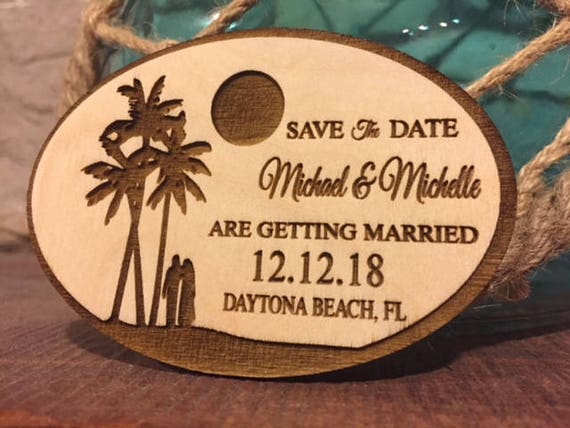 SAVE The DATE
Michael & Michelle
ARE GETTING MARRIED
12.12.18
DAYTONA BEACH, FL